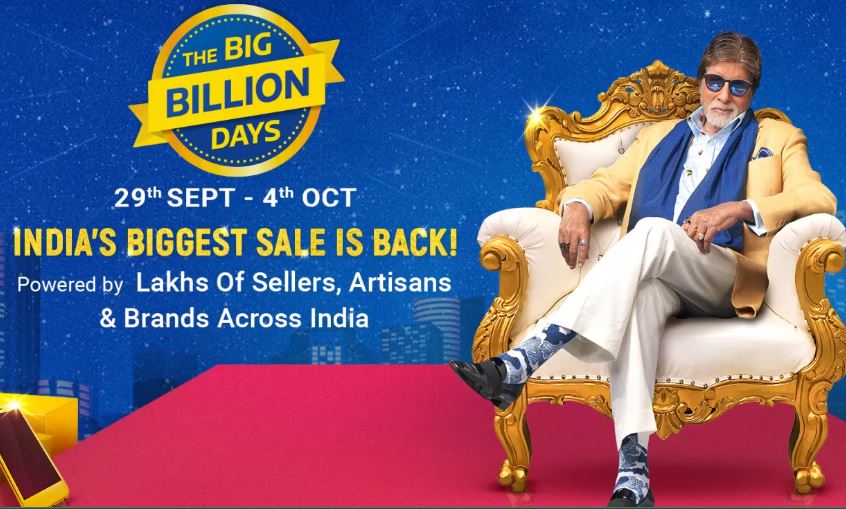 THE BIG
BILLION
DAYS
29th SEPT - 4th OCT
INDIA'S BIGGEST SALE IS BACK!
Powered by Lakhs Of Sellers, Artisans
& Brands Across India